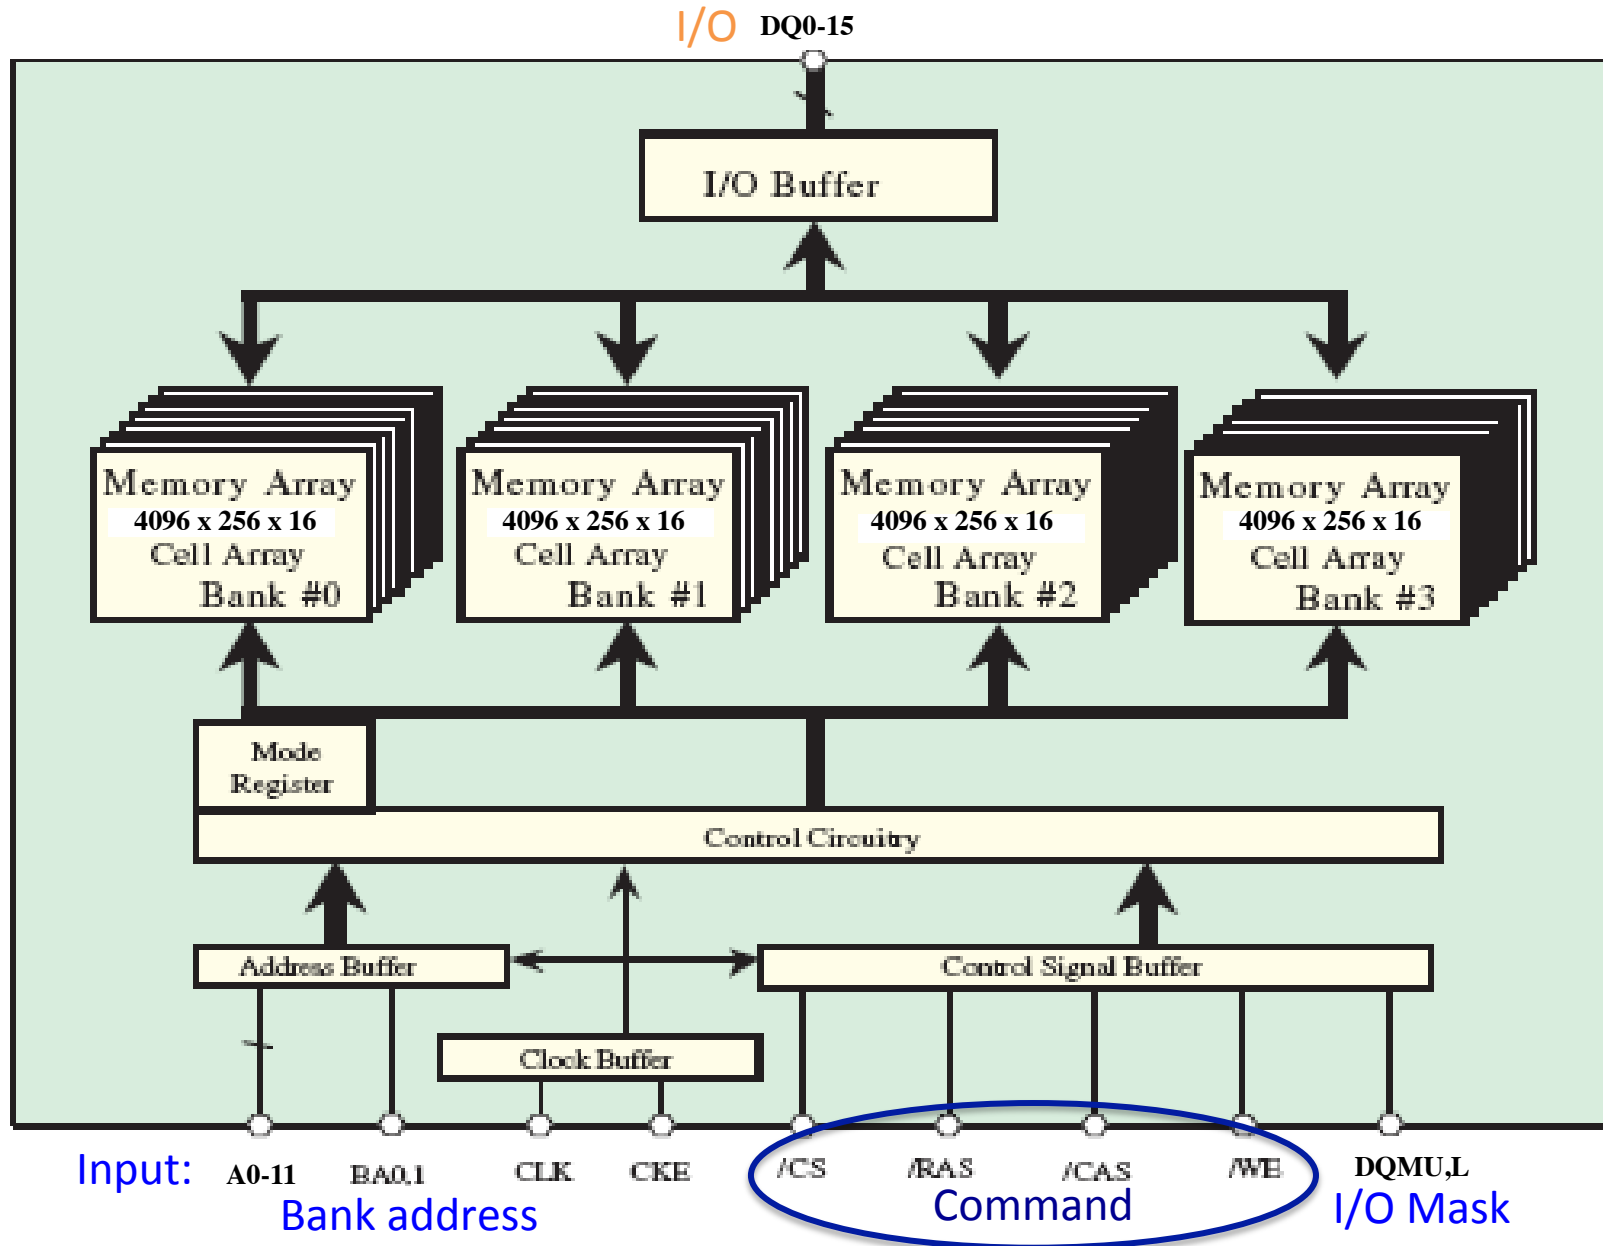 I/O DQ0-15
I/O Buffer
Memory Array
4096 x 256 x 16
Cell Array
Bank #0
Memory Array
4096 x 256 x 16
Cell Array
Bank #1
Memory Array
4096 x 256 x 16
Cell Array
Bank #2
Memory Array
4096 x 256 x 16
Cell Array
Bank #3
Mode
Register
Control Circuitry
Address Buffer
Control Signal Buffer
Clock Buffer
Input: A0-11 BA0,1 CLK CKE /CS /RAS /CAS /WE DQMU,L
Bank address Command I/O Mask